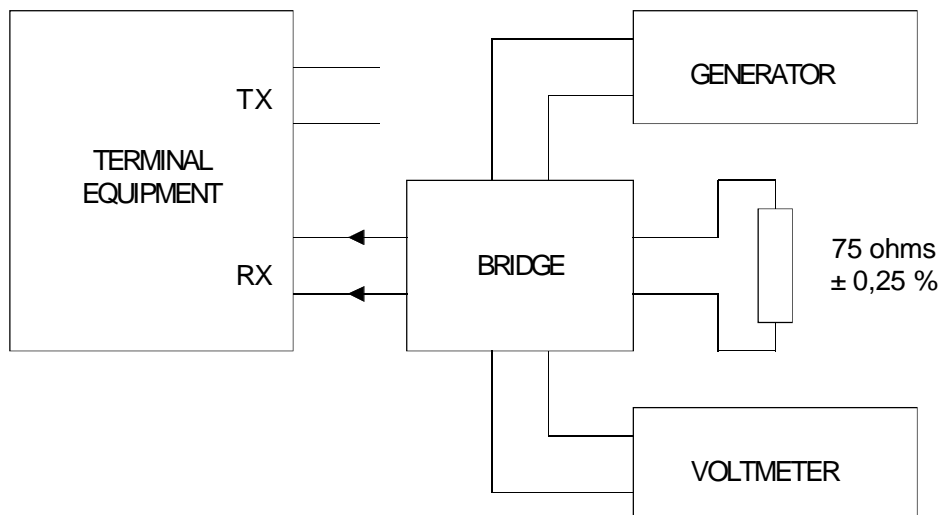 GENERATOR
TX
TERMINAL
EQUIPMENT
RX
BRIDGE
75 ohms
± 0,25 %
VOLTMETER